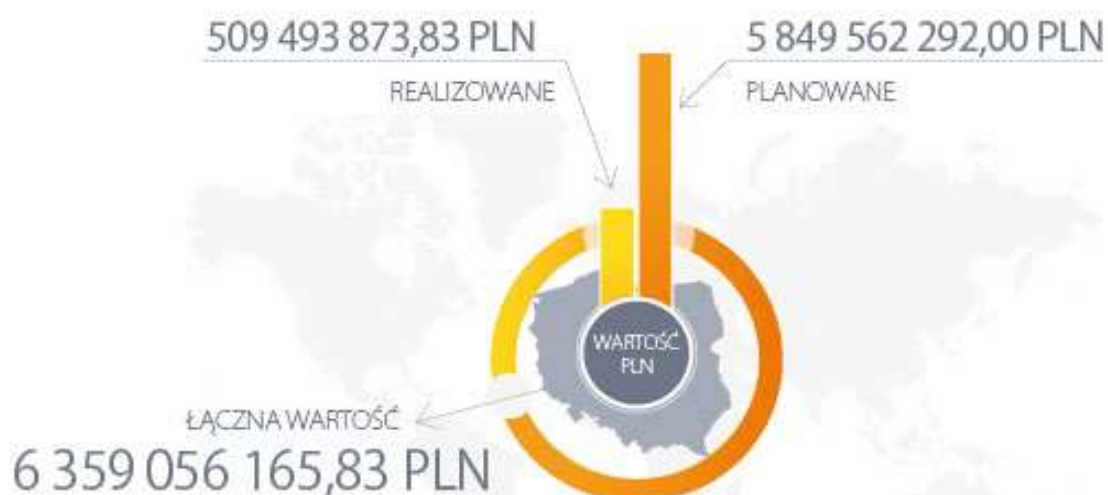 509 493 873,83 PLN
REALIZOWANE
5 849 562 292,00 PLN
PLANOWANE
WARTOŚĆ
PLN
ŁĄCZNA WARTOŚĆ
6 359 056 165,83 PLN